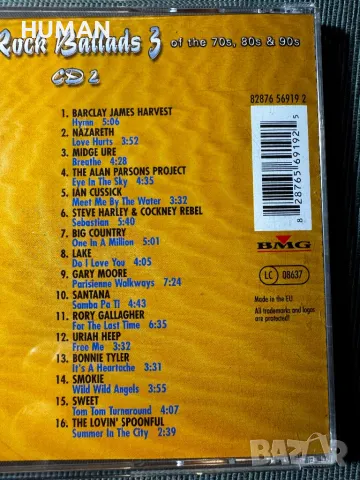 HUMAN
Rock Ballads 3 of the 70s, 80s & 90s
CD 2
82876 56919 2
1. BARCLAY JAMES HARVEST
Hymn 5:06
2. NAZARETH
Love Hurts 3:52
3. MIDGE URE
Breathe 4:28
4. THE ALAN PARSONS PROJECT
Eye In The Sky 4:35
5. IAN CUSSICK
Meet Me By The Water 3:32
6. STEVE HARLEY & COCKNEY REBEL
Sebastian 5:40
7. BIG COUNTRY
One In A Million 5:01
8. LAKE
Do I Love You 4:05
9. GARY MOORE
Parisienne Walkways 7:24
10. SANTANA
Samba Pa Ti 4:43
11. RORY GALLAGHER
For The Last Time 6:35
12. URIAH HEEP
Free Me 3:32
13. BONNIE TYLER
It's A Heartache 3:31
14. SMOKIE
Wild Wild Angels 3:55
15. SWEET
Tom Tom Turnaround 4:07
16. THE LOVIN' SPOONFUL
Summer In The City 2:39
8 28765 69192 5
BMG
LC 08637
Made in the EU
All trademarks and logos
are protected!
BAZAR